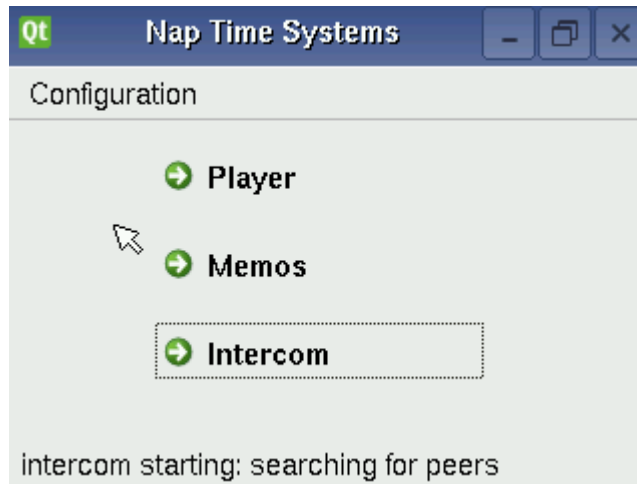 Qt Nap Time Systems
Configuration
Player
Memos
Intercom
intercom starting: searching for peers